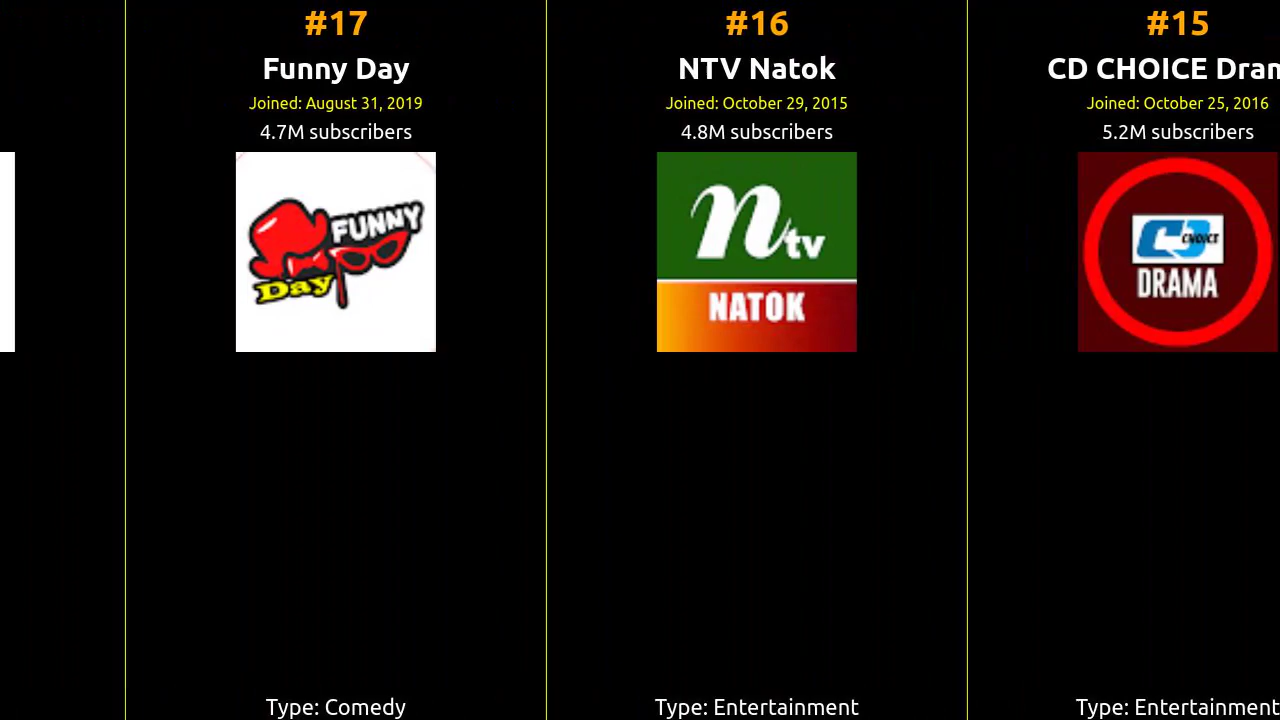 #17
Funny Day
Joined: August 31, 2019
4.7M subscribers
FUNNY
Day
Type: Comedy
#16
NTV Natok
Joined: October 29, 2015
4.8M subscribers
ntv
NATOK
Type: Entertainment
#15
CD CHOICE
Joined: October 25, 2016
5.2M subscribers
CD CHOICE
DRAMA
Type: Entertainment